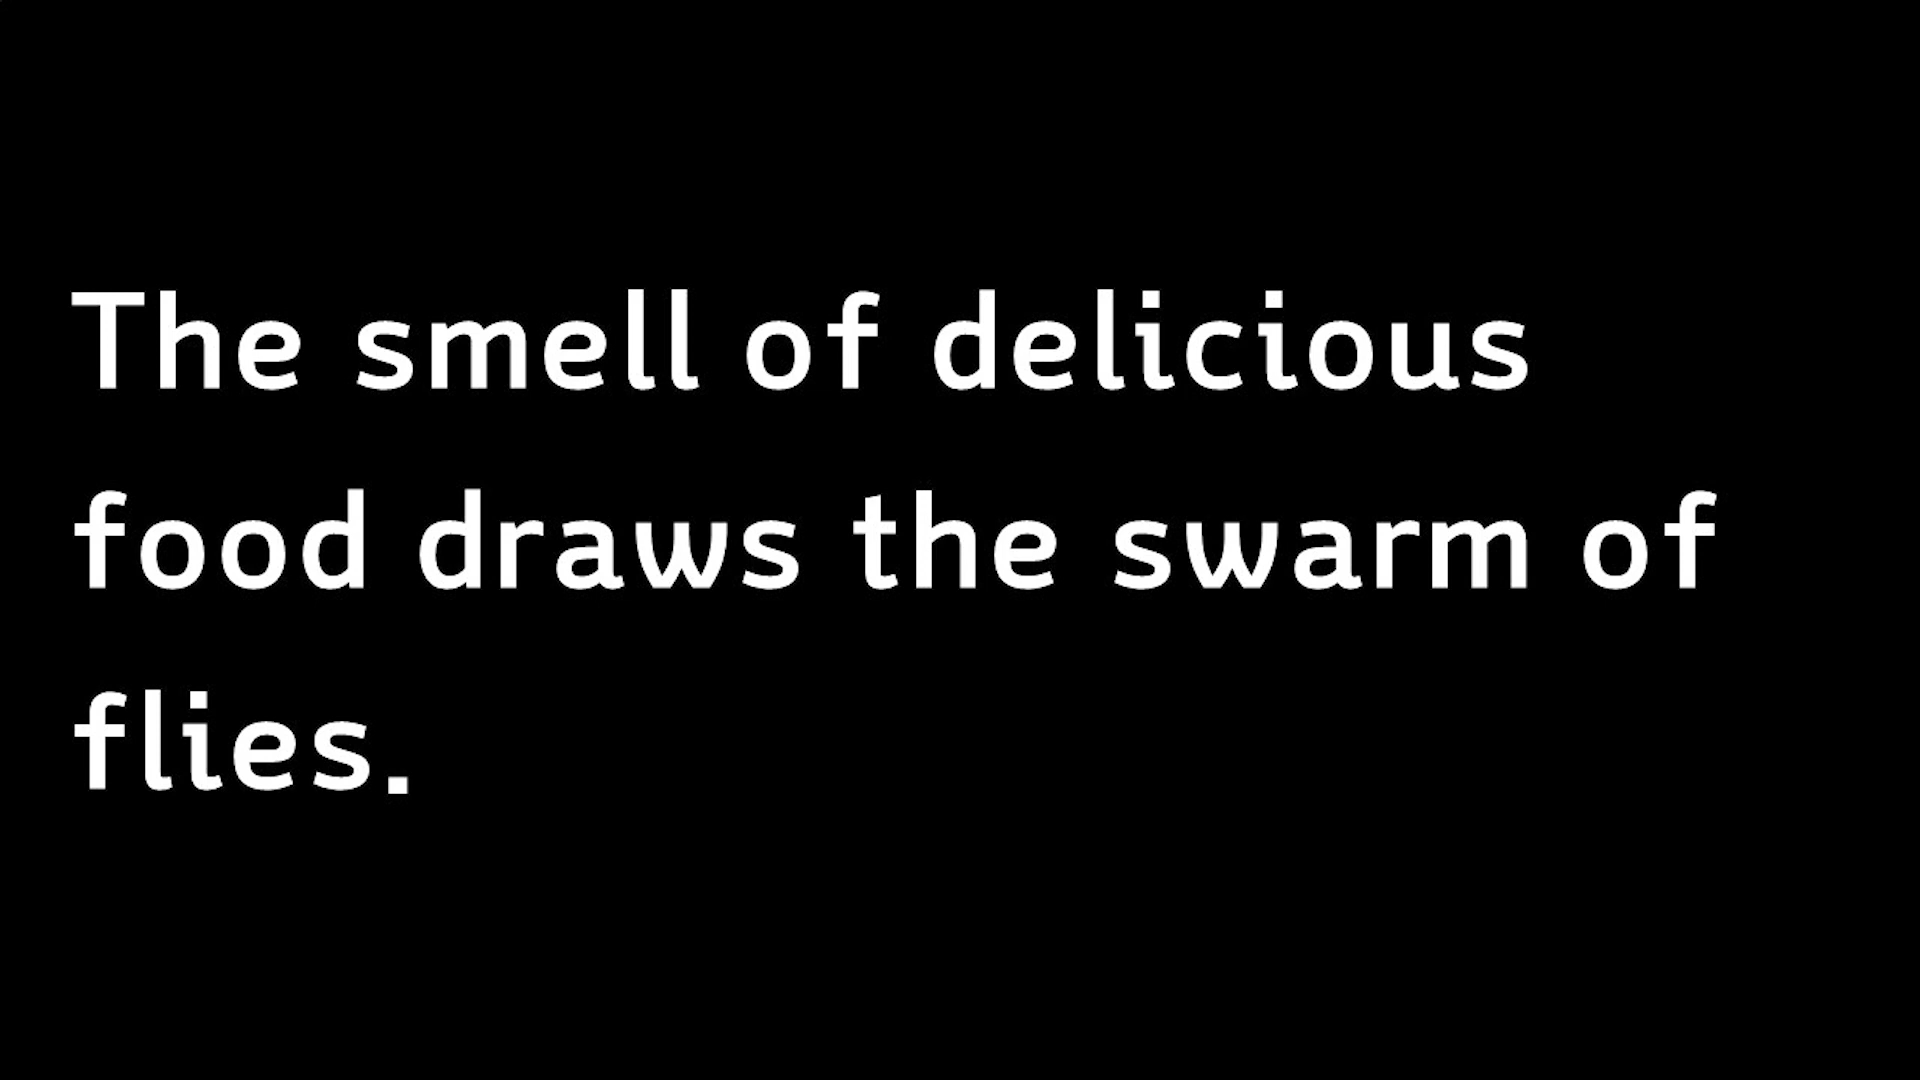 The smell of delicious
food draws the swarm of
flies.